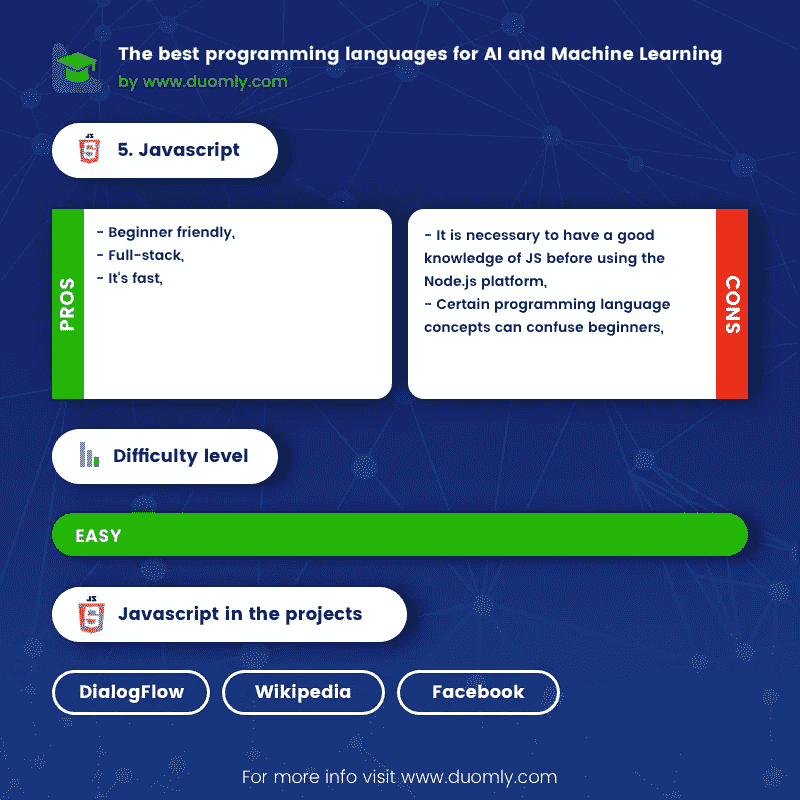 The best programming languages for AI and Machine Learning
by www.duomly.com
JS
5. Javascript
PROS
- Beginner friendly,
- Full-stack,
- It's fast,
- It is necessary to have a good
knowledge of JS before using the
Node.js platform,
- Certain programming language
concepts can confuse beginners,
CONS
Difficulty level
EASY
JS
Javascript in the projects
DialogFlow
Wikipedia
Facebook
For more info visit www.duomly.com